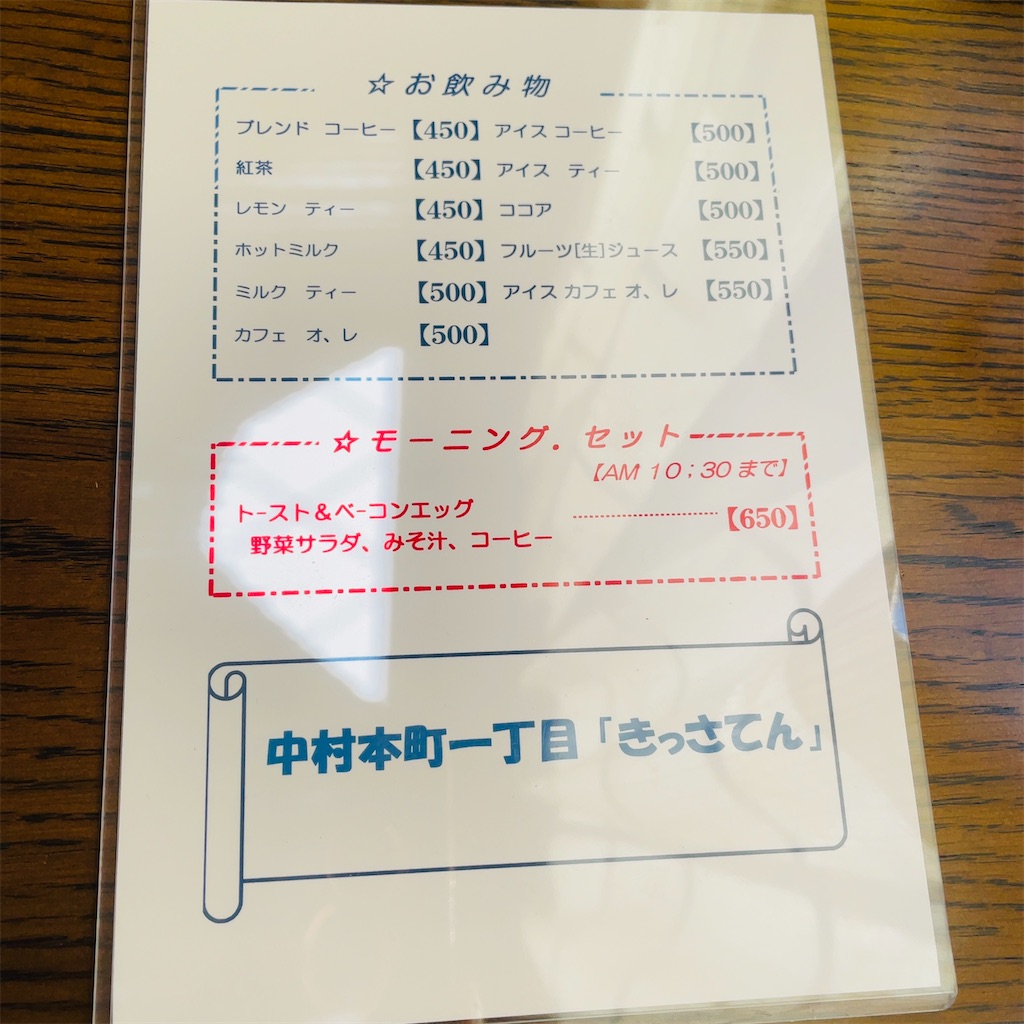 ☆お飲み物
ブレンド コーヒー【450】 アイス コーヒー 【500】
紅茶 【450】 アイス ティー 【500】
レモン ティー 【450】 ココア 【500】
ホットミルク 【450】 フルーツ[生]ジュース 【550】
ミルク ティー 【500】 アイス カフェ オ、レ 【550】
カフェ オ、レ 【500】
☆モーニング. セット
【AM 10;30まで】
ト-スト&ベ-コンエッグ ………………【650】
野菜サラダ、みそ汁、コーヒー
中村本町一丁目「きっさてん」